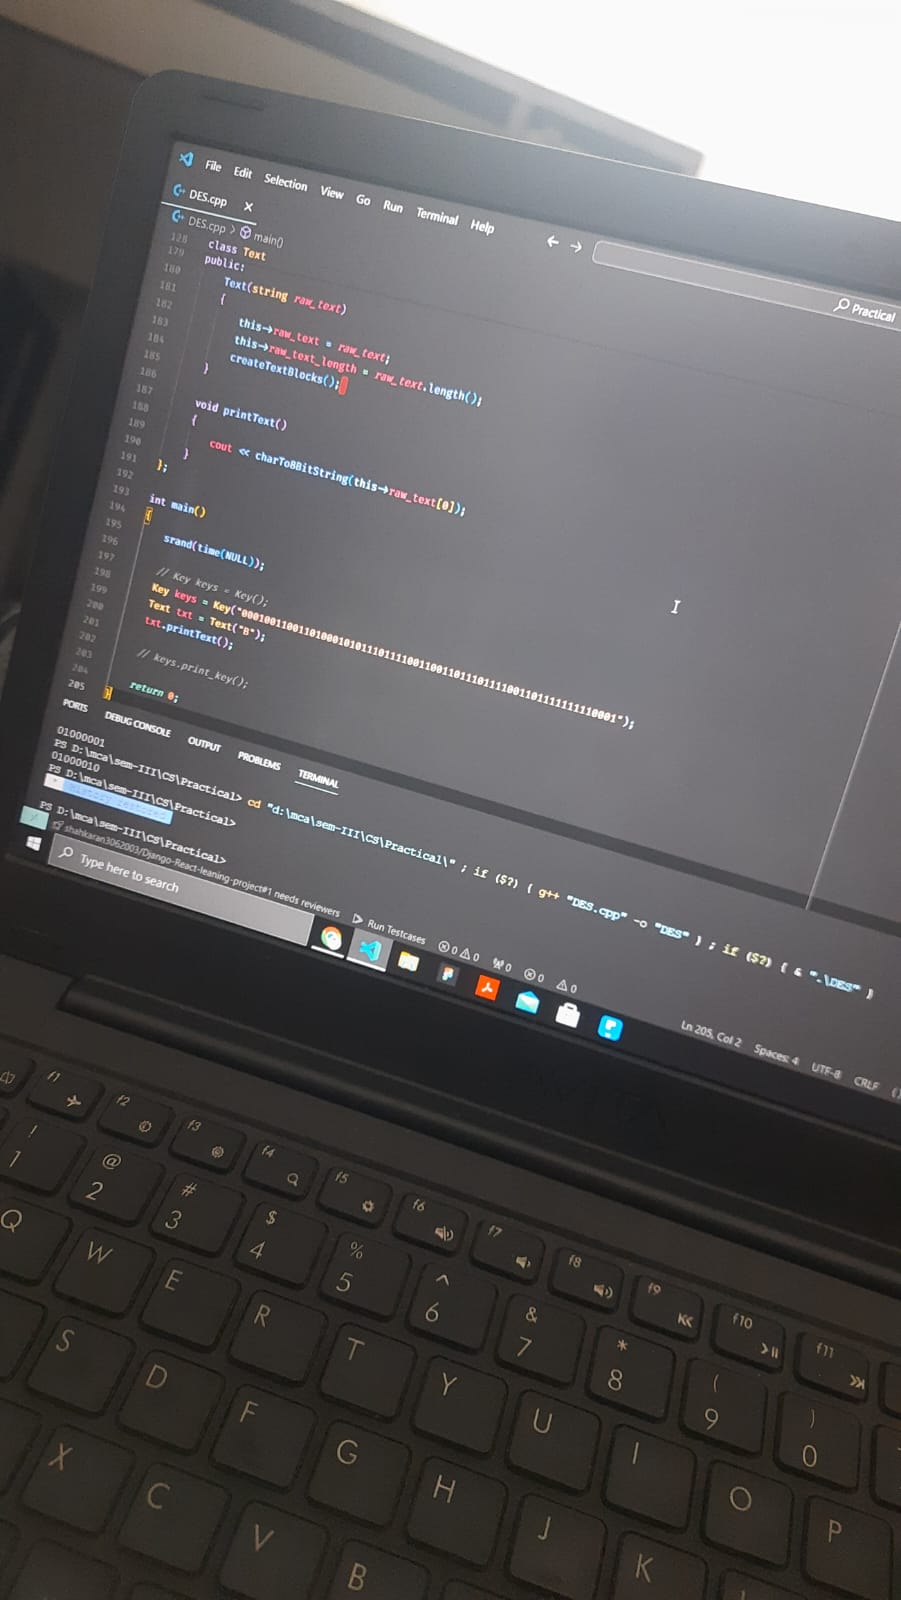 File Edit Selection View Go Run Terminal Help
Practical
DES.cpp
DES.cpp > main()
128 class Text
179 public:
180 Text(string raw_text)
181 {
182
183 this→raw_text = raw_text;
184 this→raw_text_length = raw_text.length();
185 createTextBlocks();
186 }
187
188 void printText()
189 {
190 cout << charTo8BitString(this→raw_text[0]);
191 }
192 };
193
194 int main()
195 {
196 srand(time(NULL));
197
198 // Key keys = Key();
199
200 Text txt = Text("B");
201 txt.printText();
202
203 // keys.print_key();
204 return 0;
205 }
PORTS DEBUG CONSOLE OUTPUT PROBLEMS TERMINAL
01000001
PS D:\mca\sem-III\CS\Practical> cd "d:\mca\sem-III\CS\Practical\" ; if ($?) { g++ "DES.cpp" -o "DES" } ; if ($?) { & ".\DES" }
01000010
PS D:\mca\sem-III\CS\Practical>
* History restored
PS D:\mca\sem-III\CS\Practical>
shahkaran3062003/Django-React-leaning-project#1 needs reviewers Run Testcases 0 0 0 0 0
Ln 205, Col 2 Spaces: 4 UTF-8 CRLF
Type here to search
f1 f2 f3 f4 f5 f6 f7 f8 f9 f10 f11
! @ # $ % ^ & * ( )
1 2 3 4 5 6 7 8 9 0
Q W E R T Y U I O P
S D F G H J K
X C V B